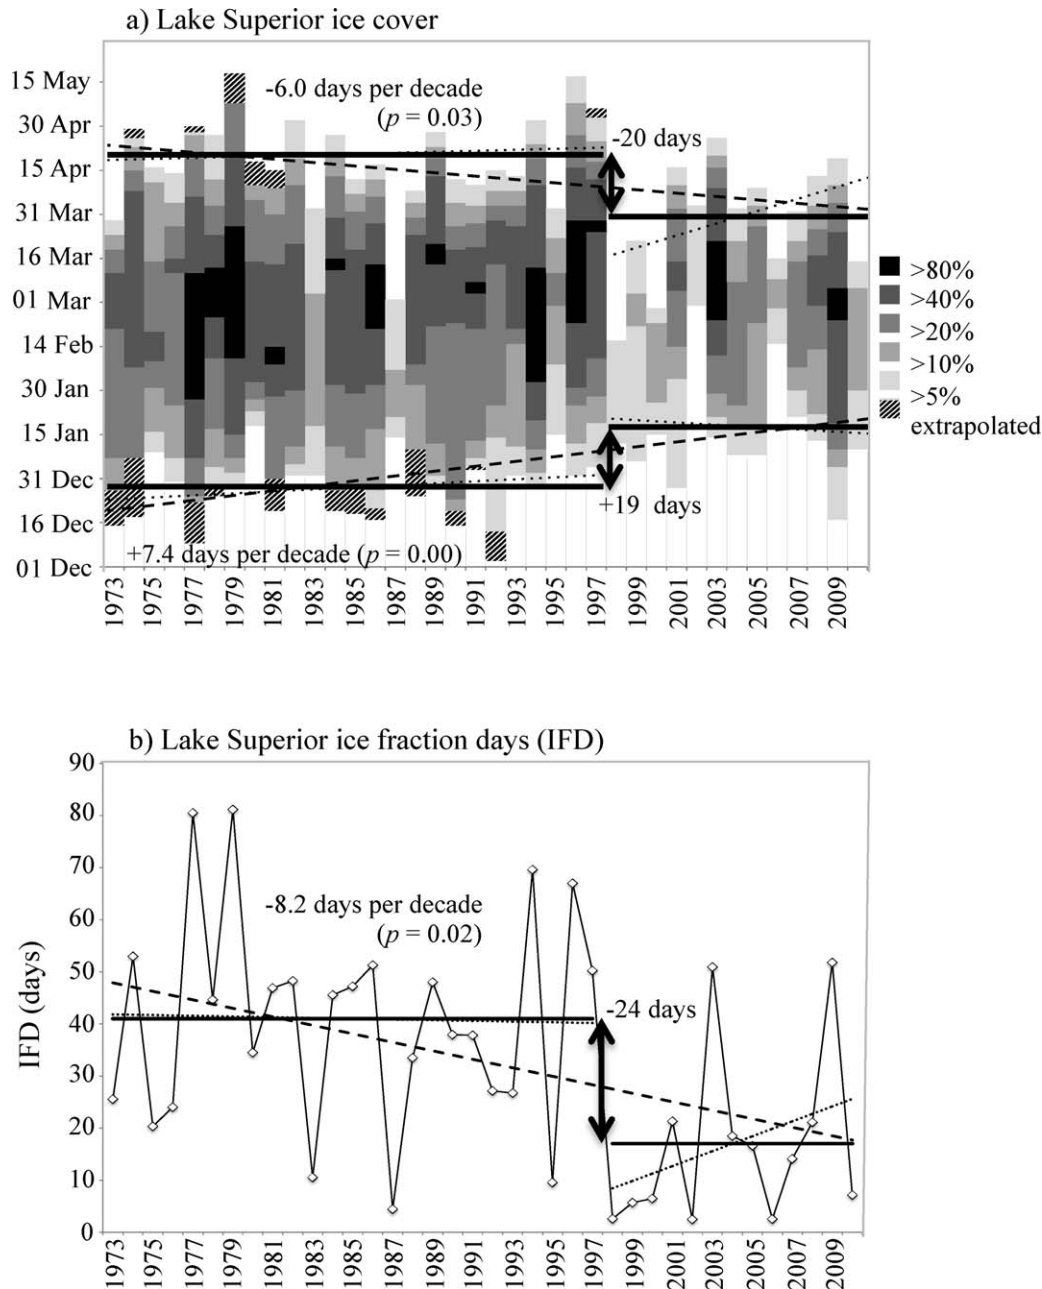 a) Lake Superior ice cover
15 May
30 Apr
15 Apr
31 Mar
16 Mar
01 Mar
14 Feb
30 Jan
15 Jan
31 Dec
16 Dec
01 Dec
-6.0 days per decade
(p = 0.03)
-20 days
+19 days
+7.4 days per decade (p = 0.00)
>80%
>40%
>20%
>10%
>5%
extrapolated
1973 1975 1977 1979 1981 1983 1985 1987 1989 1991 1993 1995 1997 1999 2001 2003 2005 2007 2009
b) Lake Superior ice fraction days (IFD)
IFD (days)
90
80
70
60
50
40
30
20
10
0
-8.2 days per decade
(p = 0.02)
-24 days
1973 1975 1977 1979 1981 1983 1985 1987 1989 1991 1993 1995 1997 1999 2001 2003 2005 2007 2009